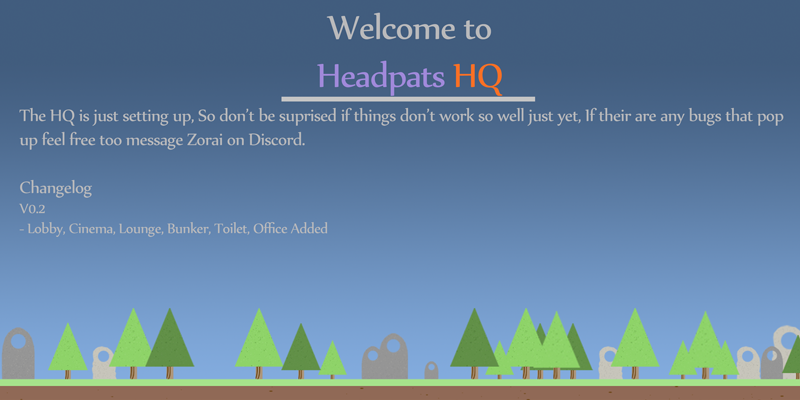 Welcome to
Headpats HQ
The HQ is just setting up, So don't be suprised if things don't work so well just yet, If their are any bugs that pop
up feel free too message Zorai on Discord.
Changelog
V0.2
- Lobby, Cinema, Lounge, Bunker, Toilet, Office Added